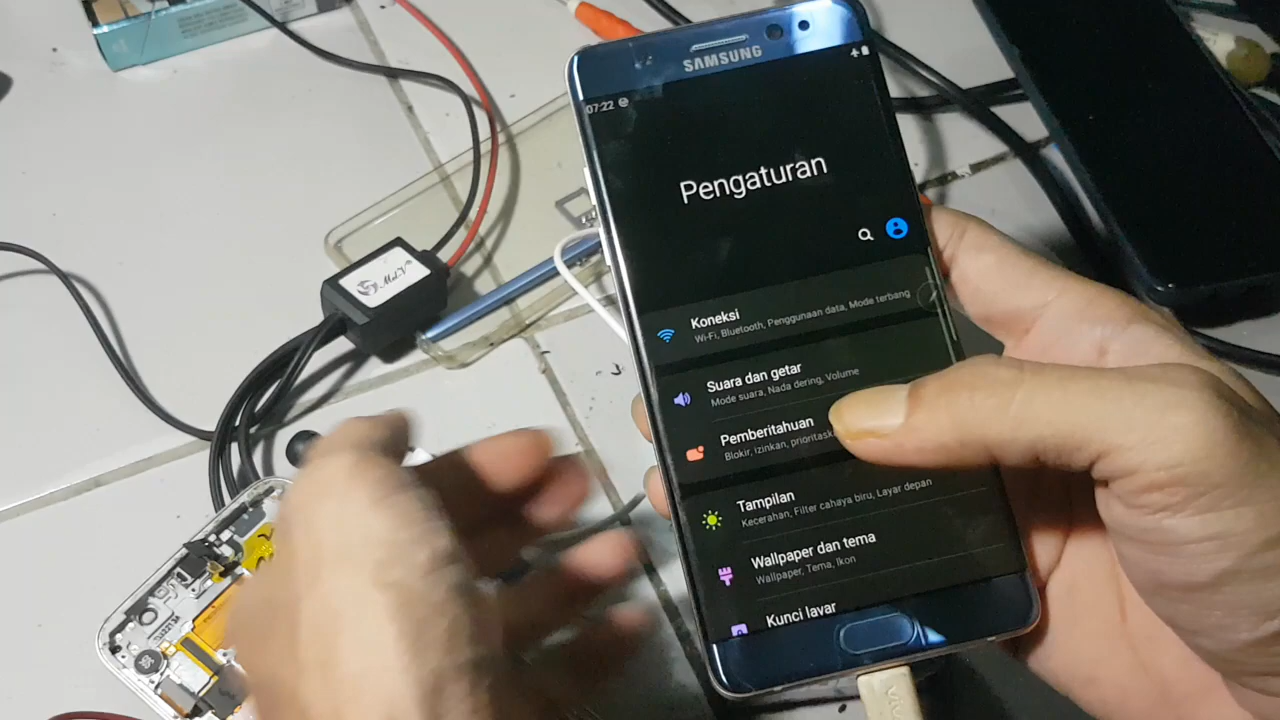 SAMSUNG
07:22
Pengaturan
Koneksi
Wi-Fi, Bluetooth, Penggunaan data, Mode terbang
Suara dan getar
Mode suara, Nada dering, Volume
Pemberitahuan
Blokir, izinkan, prioritask
Tampilan
Kecerahan, Filter cahaya biru, Layar depan
Wallpaper dan tema
Wallpaper, Tema, Ikon
Kunci layar
vivo